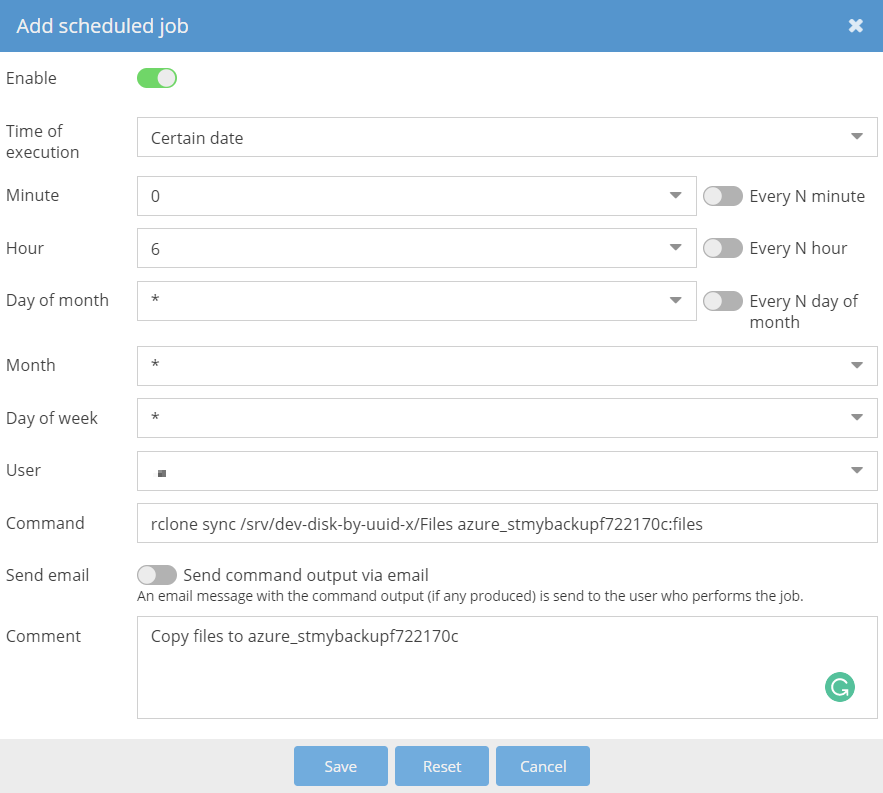 Add scheduled job
Enable
Time of
execution
Certain date
Minute
0
Every N minute
Hour
6
Every N hour
Day of month
*
Every N day of
month
Month
*
Day of week
*
User
Command
rclone sync /srv/dev-disk-by-uuid-x/Files azure_stmybackupf722170c:files
Send email
Send command output via email
An email message with the command output (if any produced) is send to the user who performs the job.
Comment
Copy files to azure_stmybackupf722170c
Save
Reset
Cancel